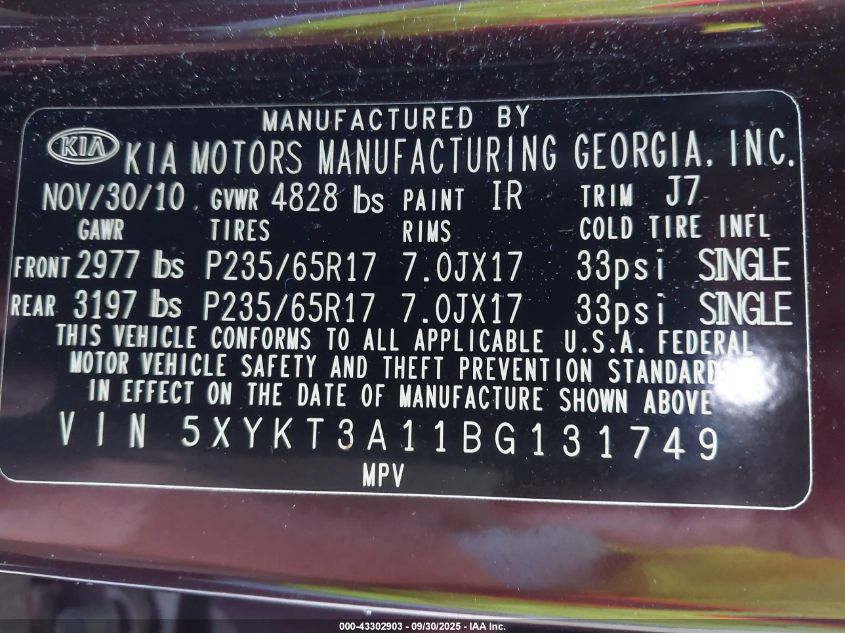 MANUFACTURED BY
KIA KIA MOTORS MANUFACTURING GEORGIA, INC.
NOV/30/10 GVWR 4828 lbs PAINT IR TRIM J7
GAWR TIRES RIMS COLD TIRE INFL
FRONT 2977 lbs P235/65R17 7.0JX17 33psi SINGLE
REAR 3197 lbs P235/65R17 7.0JX17 33psi SINGLE
THIS VEHICLE CONFORMS TO ALL APPLICABLE U.S.A. FEDERAL
MOTOR VEHICLE SAFETY AND THEFT PREVENTION STANDARDS
IN EFFECT ON THE DATE OF MANUFACTURE SHOWN ABOVE
VIN 5XYKT3A11BG131749
MPV
000-43302903 - 09/30/2025 - IAA Inc.